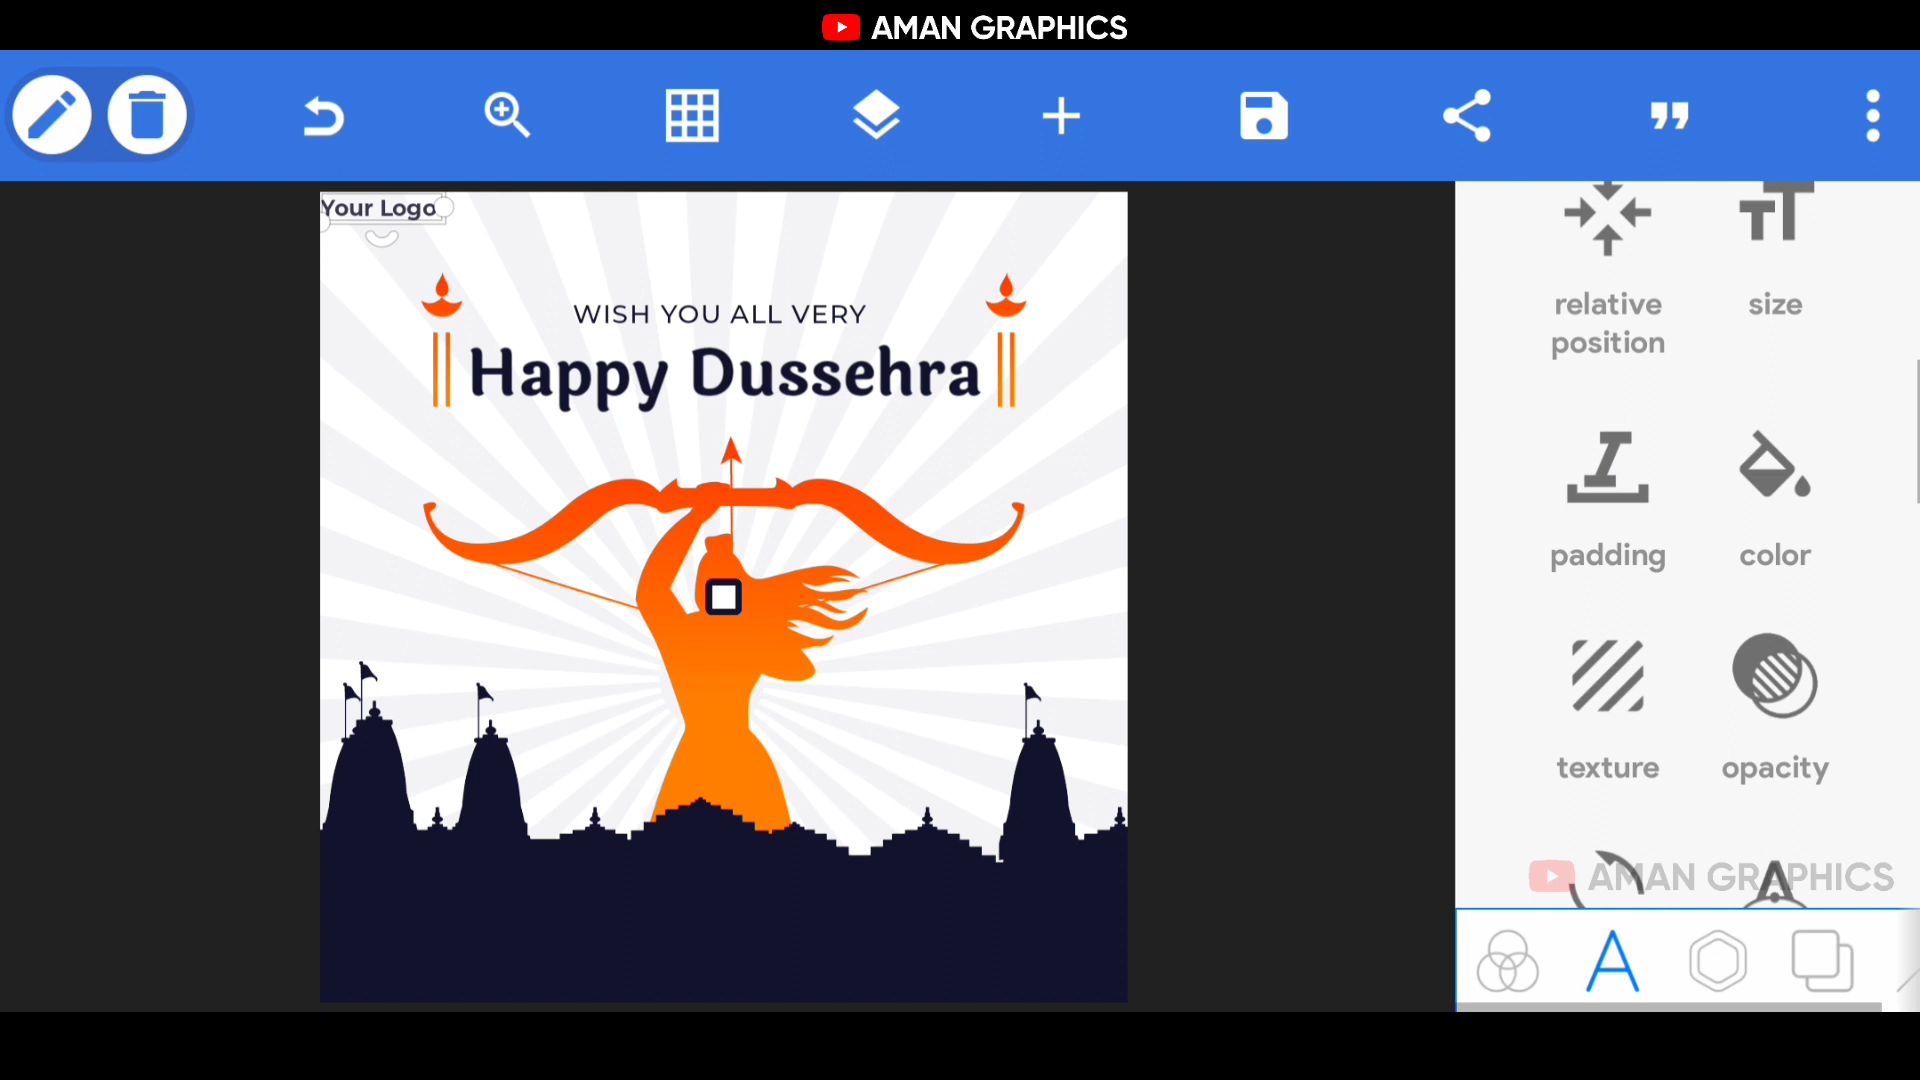 AMAN GRAPHICS
Your Logo
WISH YOU ALL VERY
Happy Dussehra
relative position
size
padding
color
texture
opacity
AMAN GRAPHICS